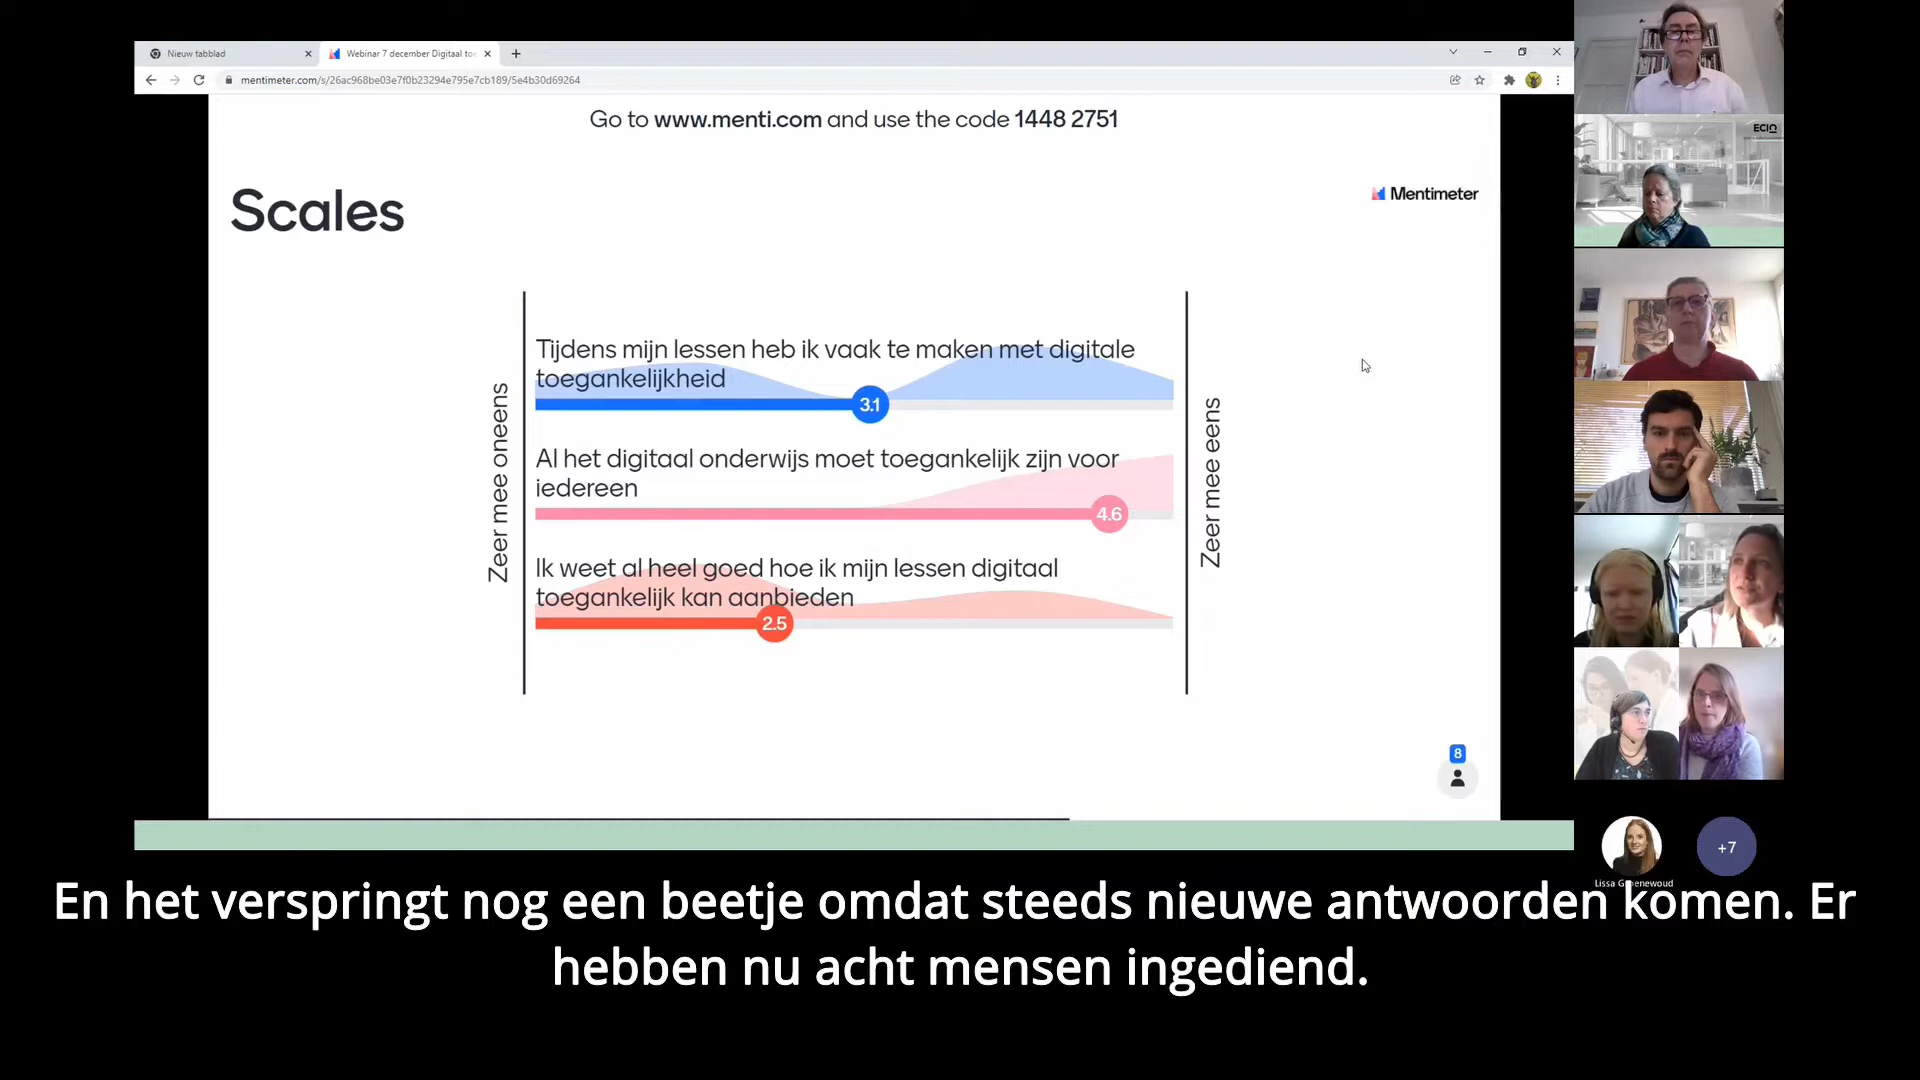 Nieuw tabblad
Webinar 7 december Digitaal toe
mentimeter.com/s/26ac968be03e7f0b23294e795e7cb189/5e4b30d69264
Go to www.menti.com and use the code 1448 2751
ECIO
Scales
Mentimeter
Zeer mee oneens
Tijdens mijn lessen heb ik vaak te maken met digitale
toegankelijkheid
3.1
Al het digitaal onderwijs moet toegankelijk zijn voor
iedereen
4.6
Ik weet al heel goed hoe ik mijn lessen digitaal
toegankelijk kan aanbieden
2.5
Zeer mee eens
8
+7
Lissa Groenewoud
En het verspringt nog een beetje omdat steeds nieuwe antwoorden komen. Er
hebben nu acht mensen ingediend.